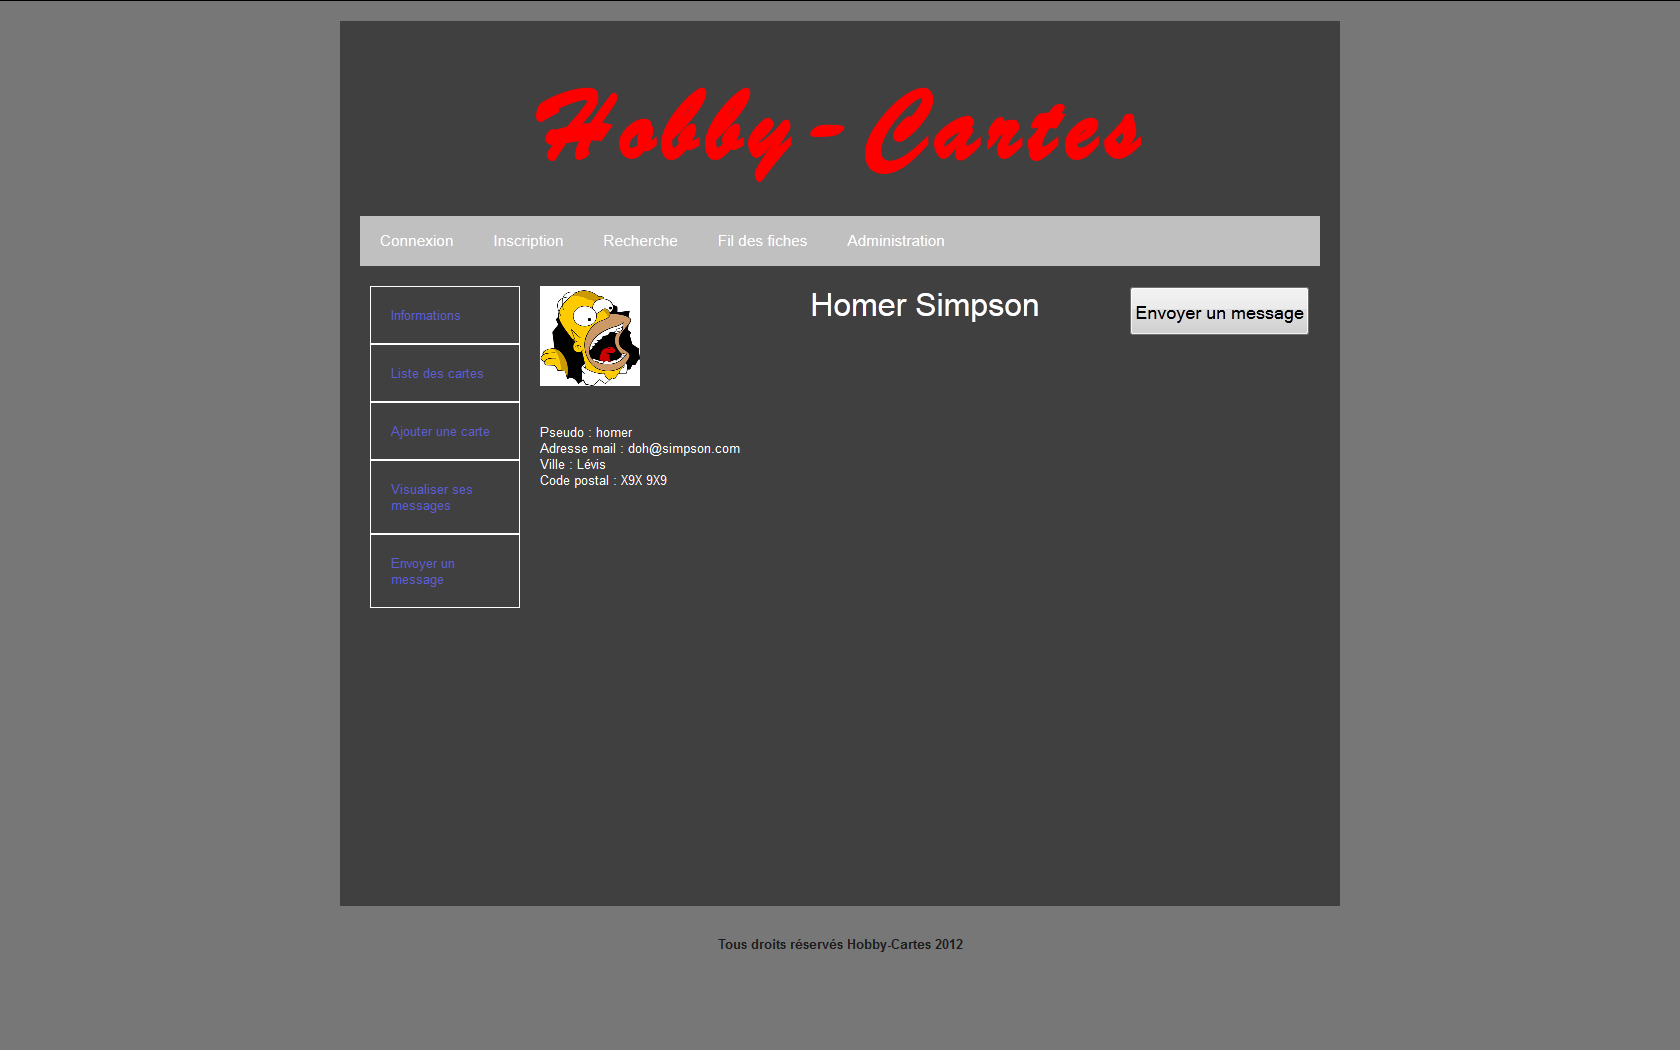 Hobby-Cartes
Connexion Inscription Recherche Fil des fiches Administration
Informations
Liste des cartes
Ajouter une carte
Visualiser ses
messages
Envoyer un
message
Homer Simpson
Envoyer un message
Pseudo : homer
Adresse mail : doh@simpson.com
Ville : Lévis
Code postal : X9X 9X9
Tous droits réservés Hobby-Cartes 2012